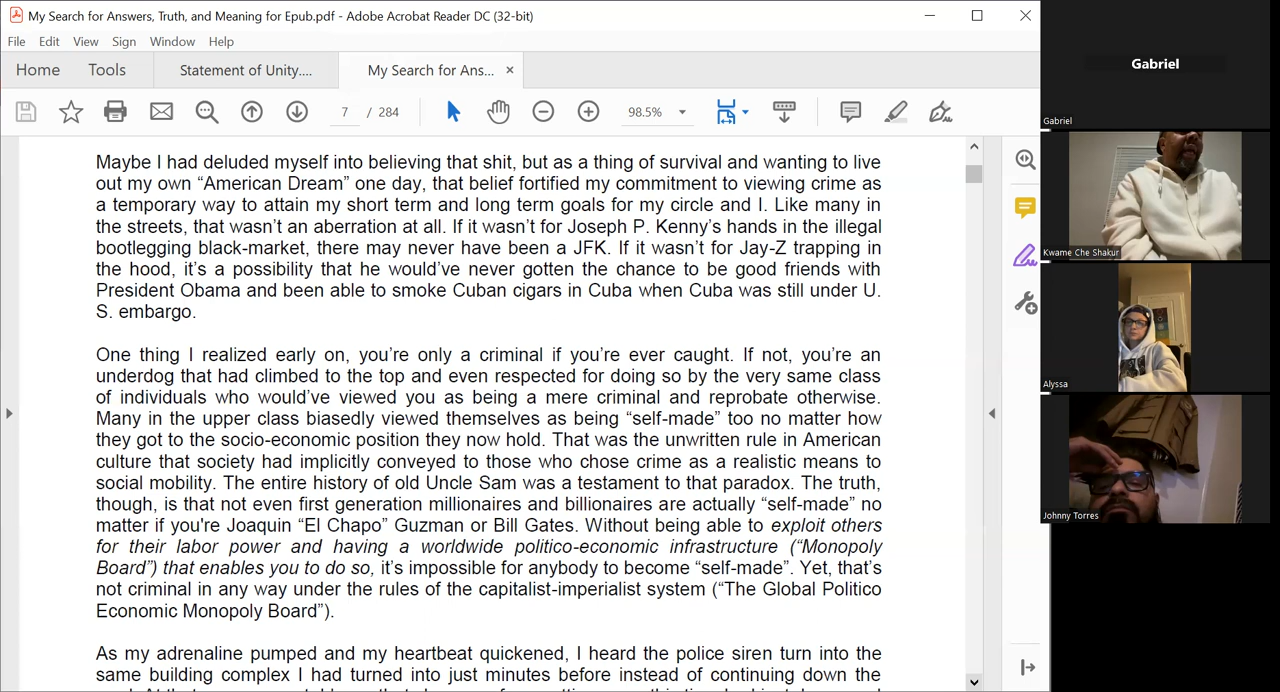 My Search for Answers, Truth, and Meaning for Epub.pdf - Adobe Acrobat Reader DC (32-bit)
File Edit View Sign Window Help
Home Tools Statement of Unity.... My Search for Ans... ×
7 / 284 98.5%
Maybe I had deluded myself into believing that shit, but as a thing of survival and wanting to live
out my own “American Dream” one day, that belief fortified my commitment to viewing crime as
a temporary way to attain my short term and long term goals for my circle and I. Like many in
the streets, that wasn’t an aberration at all. If it wasn’t for Joseph P. Kenny’s hands in the illegal
bootlegging black-market, there may never have been a JFK. If it wasn’t for Jay-Z trapping in
the hood, it’s a possibility that he would’ve never gotten the chance to be good friends with
President Obama and been able to smoke Cuban cigars in Cuba when Cuba was still under U.
S. embargo.
One thing I realized early on, you’re only a criminal if you’re ever caught. If not, you’re an
underdog that had climbed to the top and even respected for doing so by the very same class
of individuals who would’ve viewed you as being a mere criminal and reprobate otherwise.
Many in the upper class biasedly viewed themselves as being “self-made” too no matter how
they got to the socio-economic position they now hold. That was the unwritten rule in American
culture that society had implicitly conveyed to those who chose crime as a realistic means to
social mobility. The entire history of old Uncle Sam was a testament to that paradox. The truth,
though, is that not even first generation millionaires and billionaires are actually “self-made” no
matter if you're Joaquin “El Chapo” Guzman or Bill Gates. Without being able to exploit others
for their labor power and having a worldwide politico-economic infrastructure (“Monopoly
Board”) that enables you to do so, it’s impossible for anybody to become “self-made”. Yet, that’s
not criminal in any way under the rules of the capitalist-imperialist system (“The Global Politico
Economic Monopoly Board”).
As my adrenaline pumped and my heartbeat quickened, I heard the police siren turn into the
same building complex I had turned into just minutes before instead of continuing down the
Gabriel
Gabriel
Kwame Che Shakur
Alyssa
Johnny Torres